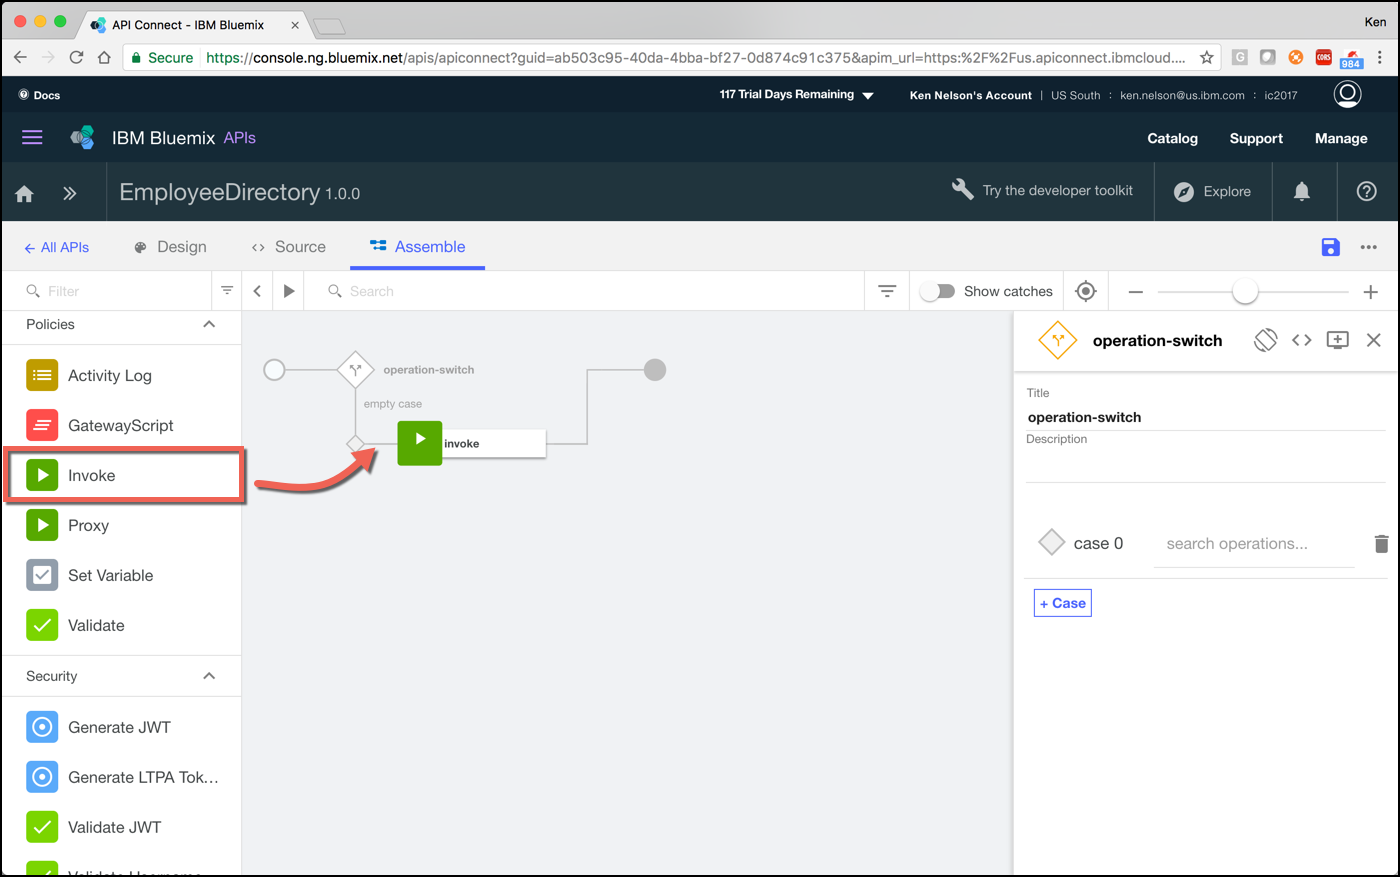 API Connect - IBM Bluemix
Ken
Secure https://console.ng.bluemix.net/apis/apiconnect?guid=ab503c95-40da-4bba-bf27-0d874c91c375&apim_url=https:%2F%2Fus.apiconnect.ibmcloud....
G
CORS
984
Docs
117 Trial Days Remaining
Ken Nelson's Account | US South : ken.nelson@us.ibm.com : ic2017
IBM Bluemix APIs
Catalog Support Manage
EmployeeDirectory 1.0.0
Try the developer toolkit
Explore
← All APIs
Design
Source
Assemble
Filter
Search
Show catches
Policies
Activity Log
GatewayScript
Invoke
Proxy
Set Variable
Validate
Security
Generate JWT
Generate LTPA Tok...
Validate JWT
Validate Username
operation-switch
empty case
invoke
operation-switch
Title
operation-switch
Description
case 0
search operations...
+ Case